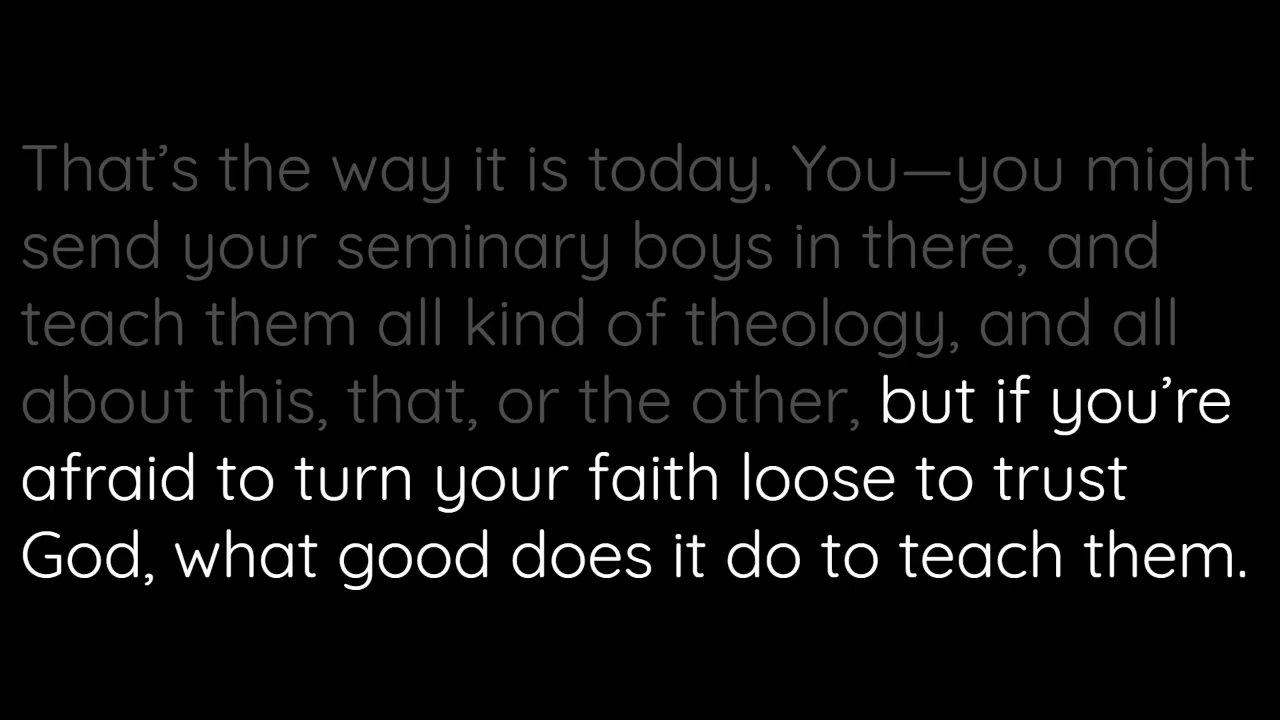 That’s the way it is today. You—you might
send your seminary boys in there, and
teach them all kind of theology, and all
about this, that, or the other, but if you’re
afraid to turn your faith loose to trust
God, what good does it do to teach them.